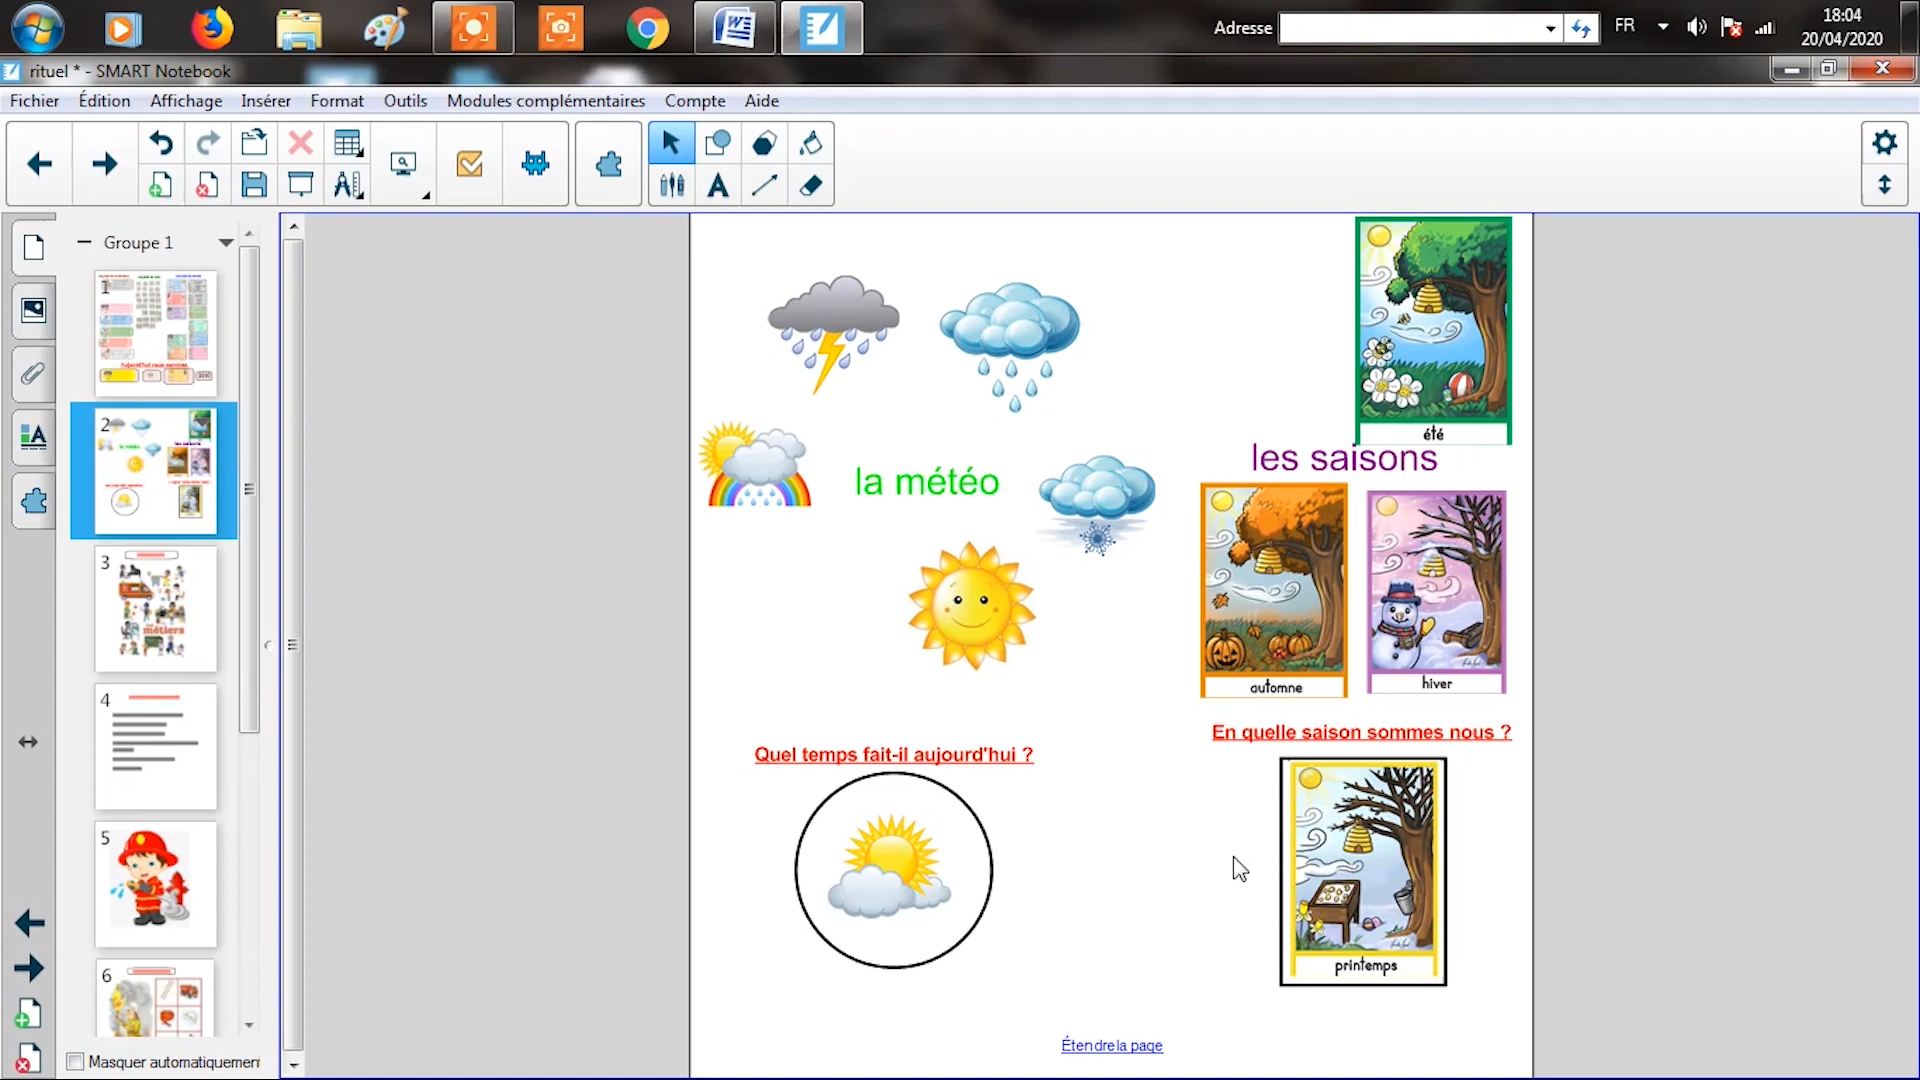 Adresse
FR
18:04
20/04/2020
rituel * - SMART Notebook
Fichier Édition Affichage Insérer Format Outils Modules complémentaires Compte Aide
Groupe 1
1
2
3
métiers
4
5
6
Masquer automatiquement
été
les saisons
la météo
automne
hiver
En quelle saison sommes nous ?
Quel temps fait-il aujourd'hui ?
printemps
Étendre la page